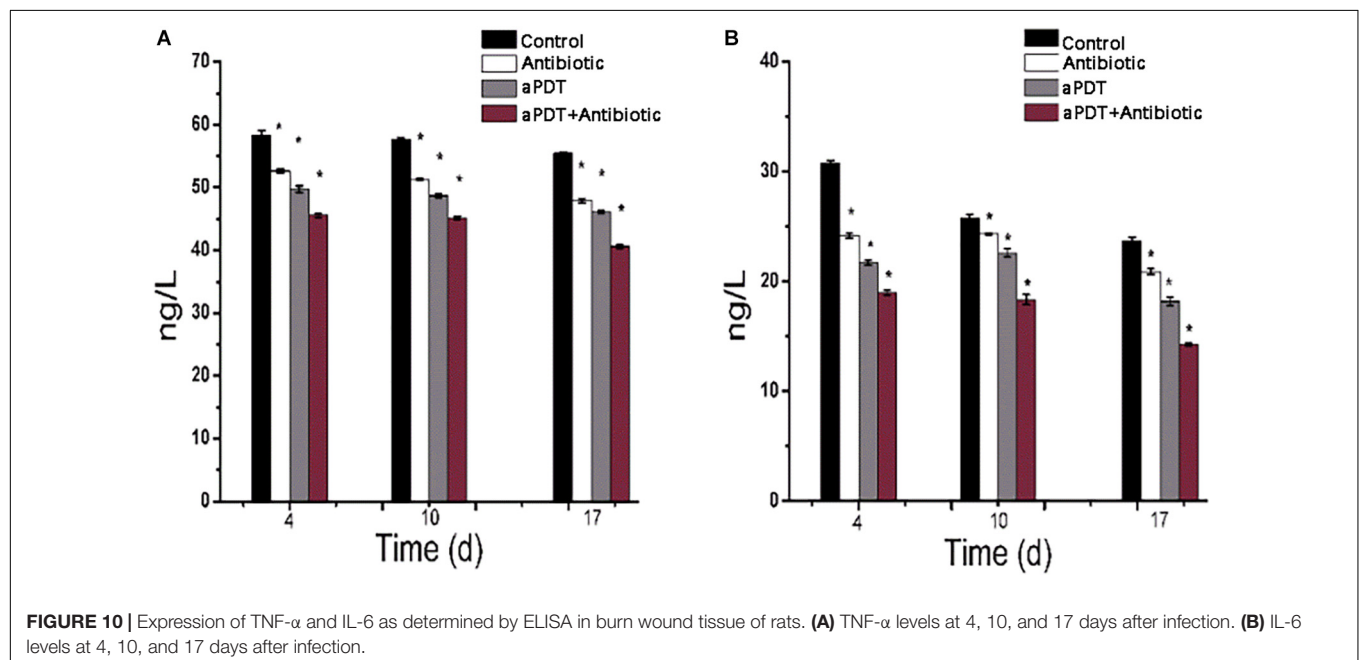 A
Control
Antibiotic
aPDT
aPDT+Antibiotic
70
60
50
40
30
20
10
0
ng/L
* * *
* * *
* * *
4 10 17
Time (d)
B
Control
Antibiotic
aPDT
aPDT+Antibiotic
40
30
20
10
0
ng/L
* * *
* * *
* * *
4 10 17
Time (d)
FIGURE 10 | Expression of TNF-α and IL-6 as determined by ELISA in burn wound tissue of rats. (A) TNF-α levels at 4, 10, and 17 days after infection. (B) IL-6
levels at 4, 10, and 17 days after infection.